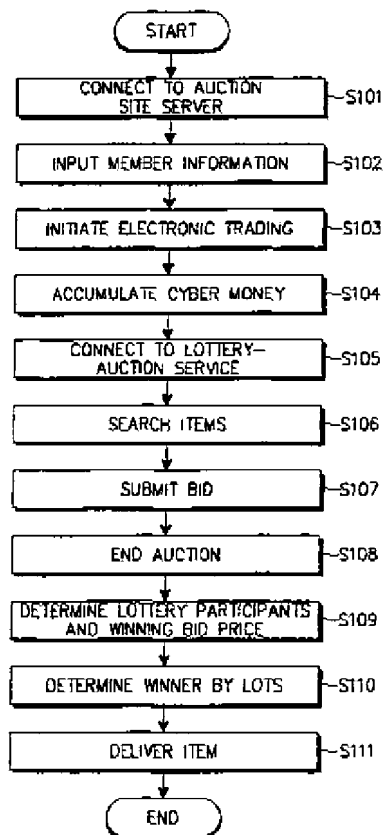 START
CONNECT TO AUCTION
SITE SERVER
S101
INPUT MEMBER INFORMATION
S102
INITIATE ELECTRONIC TRADING
S103
ACCUMULATE CYBER MONEY
S104
CONNECT TO LOTTERY-
AUCTION SERVICE
S105
SEARCH ITEMS
S106
SUBMIT BID
S107
END AUCTION
S108
DETERMINE LOTTERY PARTICIPANTS
AND WINNING BID PRICE
S109
DETERMINE WINNER BY LOTS
S110
DELIVER ITEM
S111
END